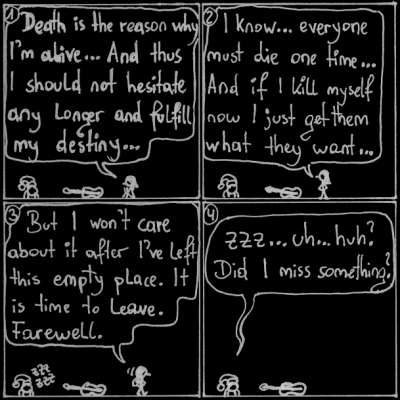 1
Death is the reason why
I'm alive... And thus
I should not hesitate
any Longer and fulfill
my destiny...
2
I know... everyone
must die one time...
And if I kill myself
now I just get them
what they want...
3
But I won't care
about it after I've left
this empty place. It
is time to Leave.
Farewell.
zzz
zzz
4
zzz... uh... huh?
Did I miss something?